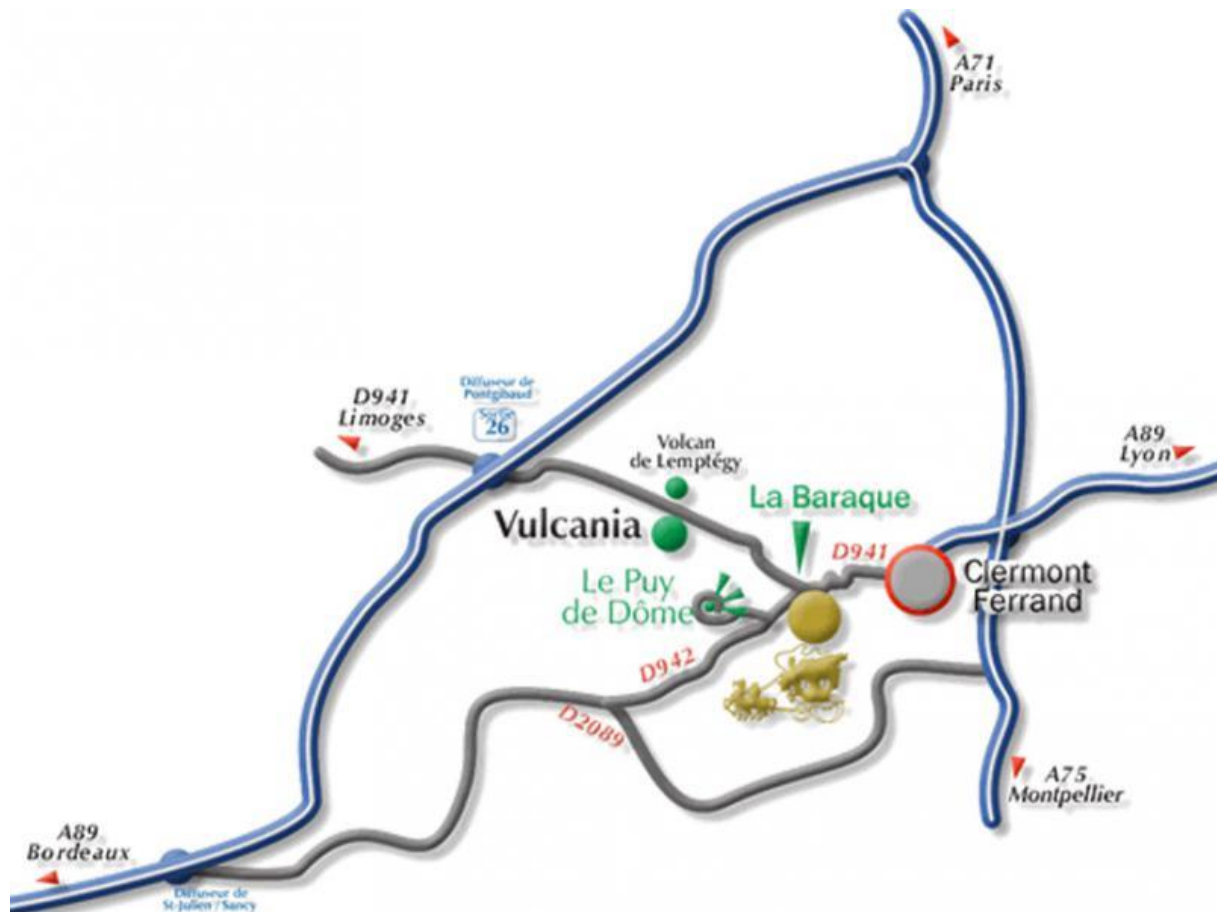 A71
Paris
Diffuseur de
Pontgibaud
Sortie
26
D941
Limoges
Volcan
de Lemptégy
A89
Lyon
La Baraque
Vulcania
D941
Clermont
Ferrand
Le Puy
de Dôme
D942
D2089
A75
Montpellier
A89
Bordeaux
Diffuseur de
St-Julien / Sancy